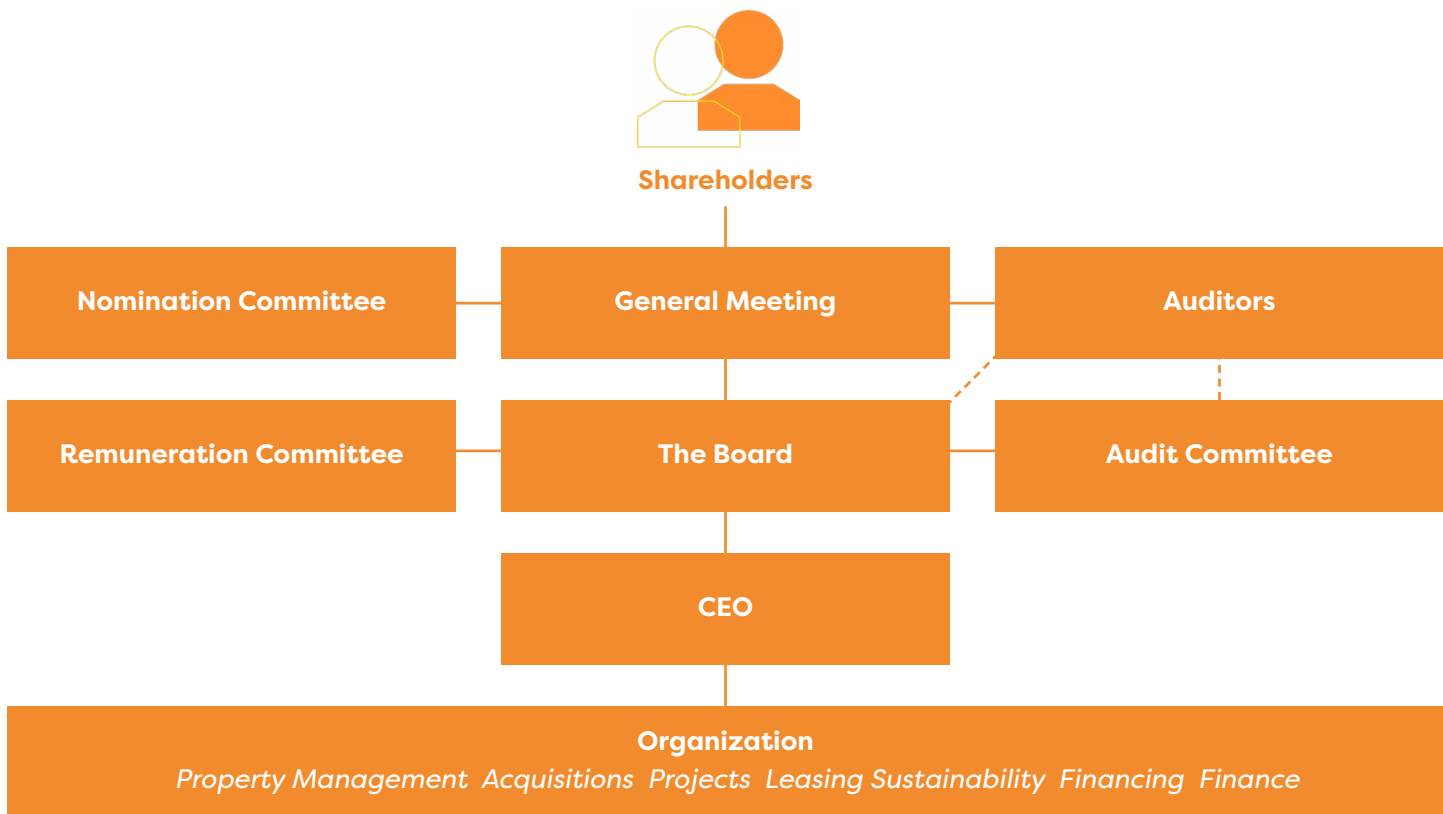 Shareholders
Nomination Committee
General Meeting
Auditors
Remuneration Committee
The Board
Audit Committee
CEO
Organization
Property Management Acquisitions Projects Leasing Sustainability Financing Finance